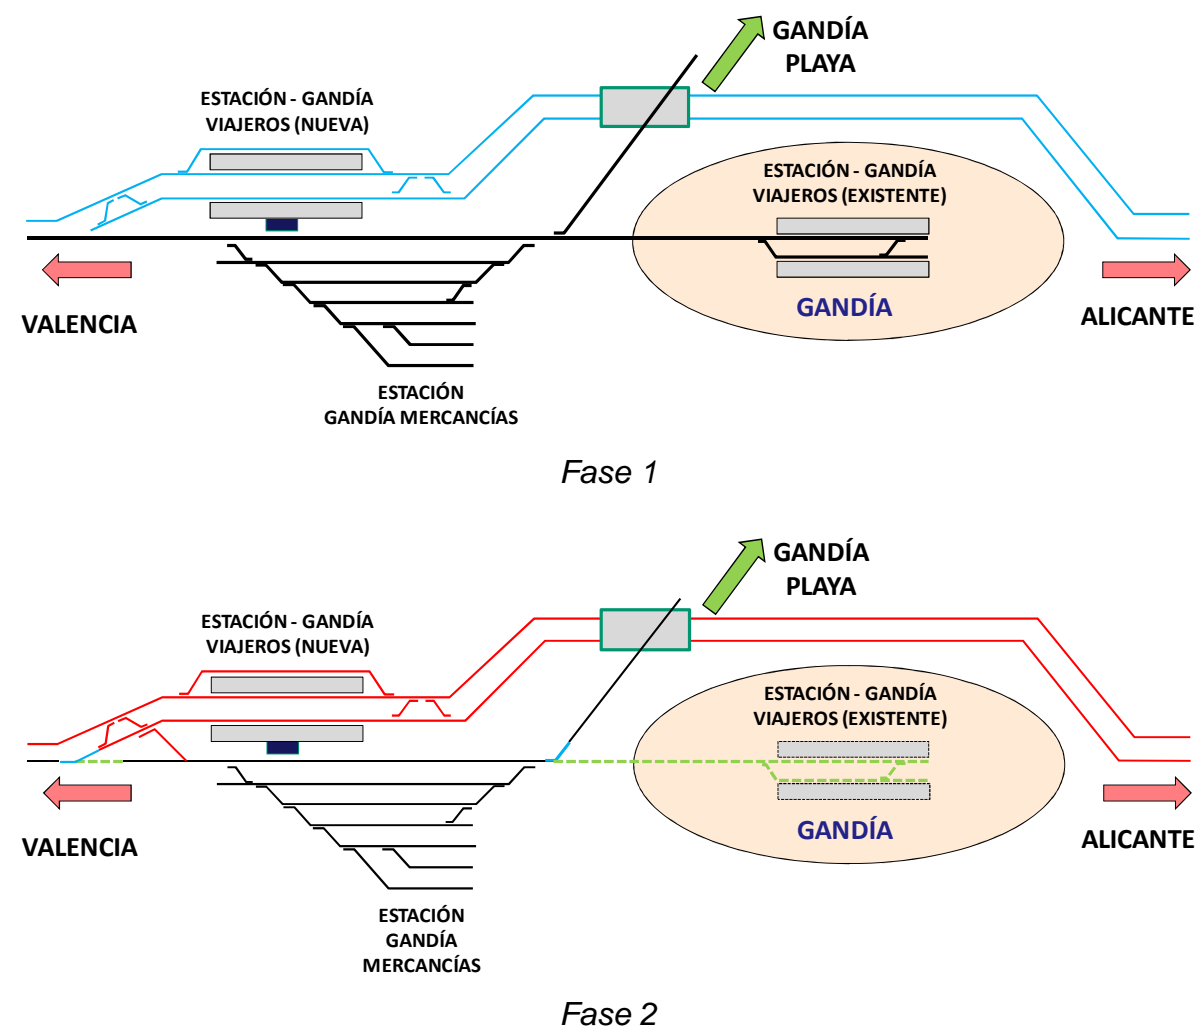 GANDÍA
PLAYA
ESTACIÓN - GANDÍA
VIAJEROS (NUEVA)
ESTACIÓN - GANDÍA
VIAJEROS (EXISTENTE)
GANDÍA
VALENCIA
ALICANTE
ESTACIÓN
GANDÍA MERCANCÍAS
Fase 1
GANDÍA
PLAYA
ESTACIÓN - GANDÍA
VIAJEROS (NUEVA)
ESTACIÓN - GANDÍA
VIAJEROS (EXISTENTE)
GANDÍA
VALENCIA
ALICANTE
ESTACIÓN
GANDÍA
MERCANCÍAS
Fase 2